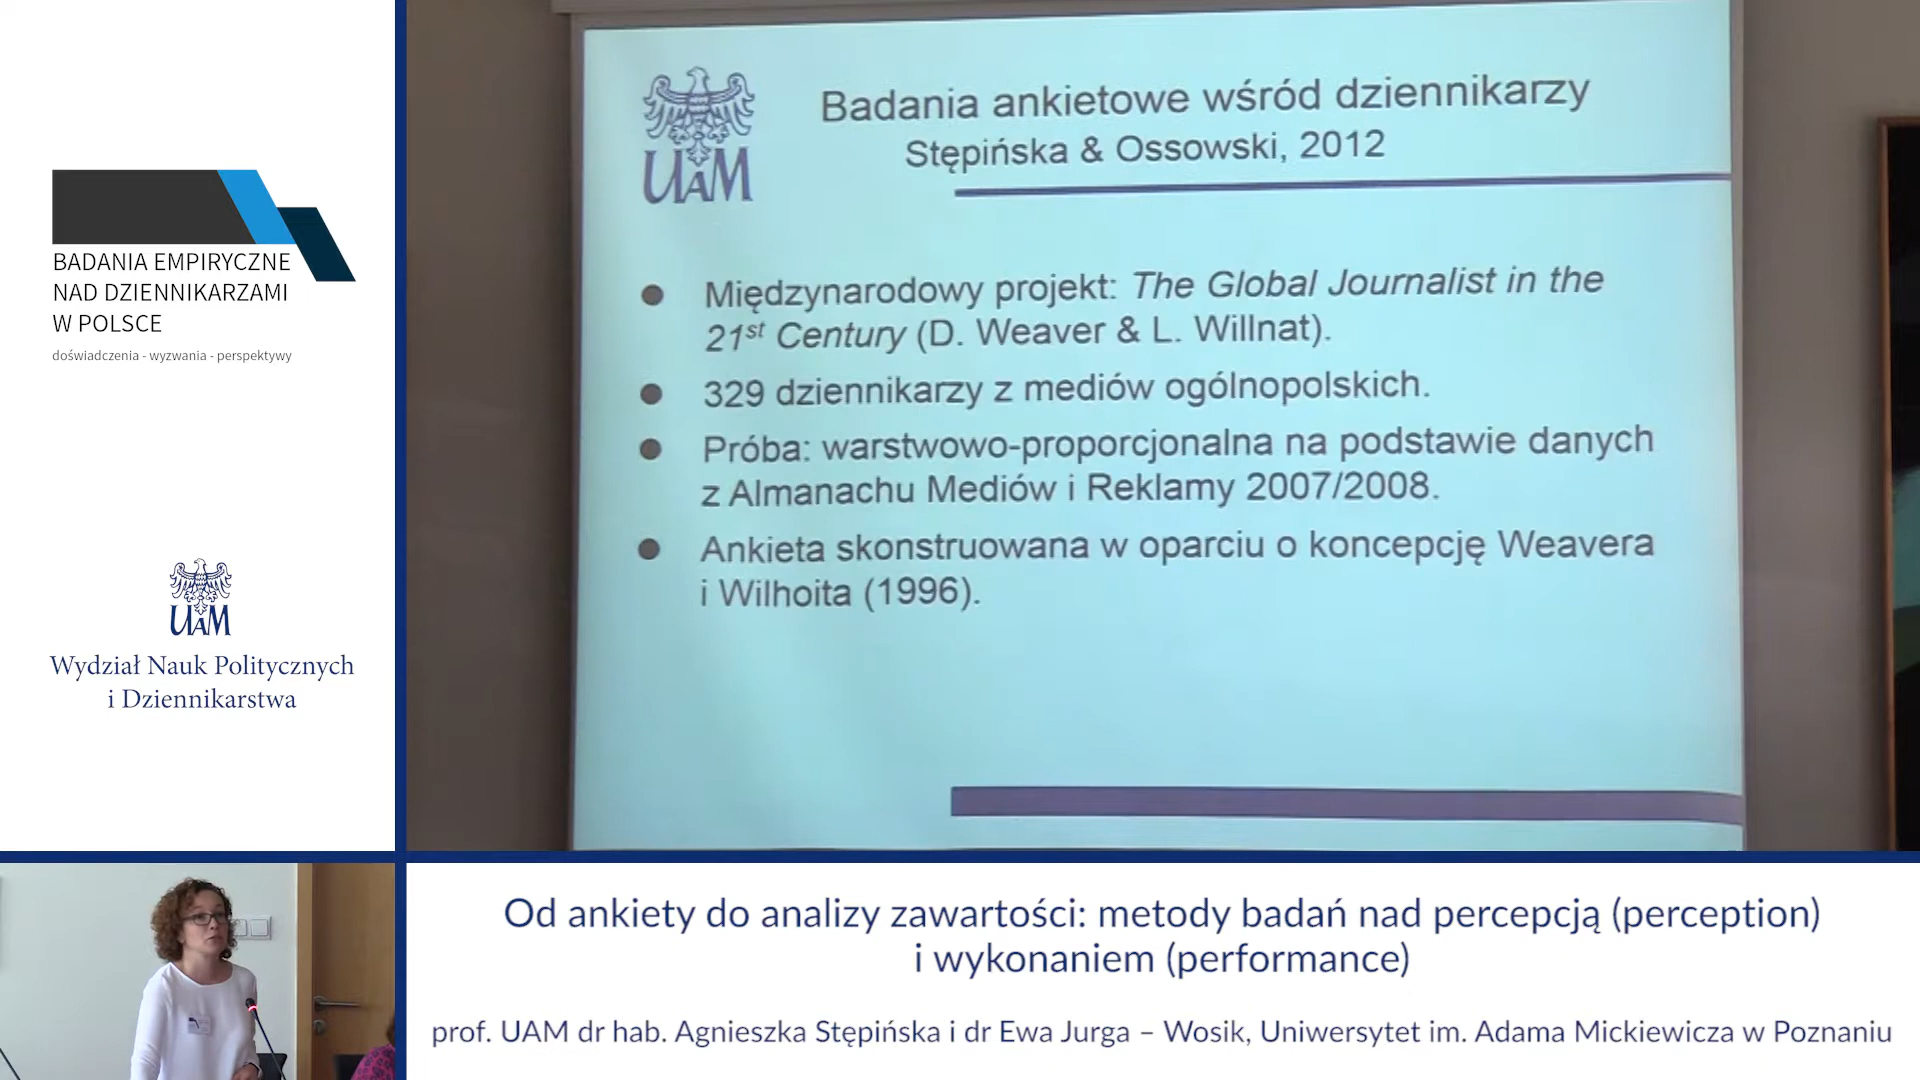 BADANIA EMPIRYCZNE
NAD DZIENNIKARZAMI
W POLSCE
doświadczenia - wyzwania - perspektywy
UAM
Wydział Nauk Politycznych
i Dziennikarstwa
UAM
Badania ankietowe wśród dziennikarzy
Stępińska & Ossowski, 2012
● Międzynarodowy projekt: The Global Journalist in the
21st Century (D. Weaver & L. Willnat).
● 329 dziennikarzy z mediów ogólnopolskich.
● Próba: warstwowo-proporcjonalna na podstawie danych
z Almanachu Mediów i Reklamy 2007/2008.
● Ankieta skonstruowana w oparciu o koncepcję Weavera
i Wilhoita (1996).
Od ankiety do analizy zawartości: metody badań nad percepcją (perception)
i wykonaniem (performance)
prof. UAM dr hab. Agnieszka Stępińska i dr Ewa Jurga – Wosik, Uniwersytet im. Adama Mickiewicza w Poznaniu